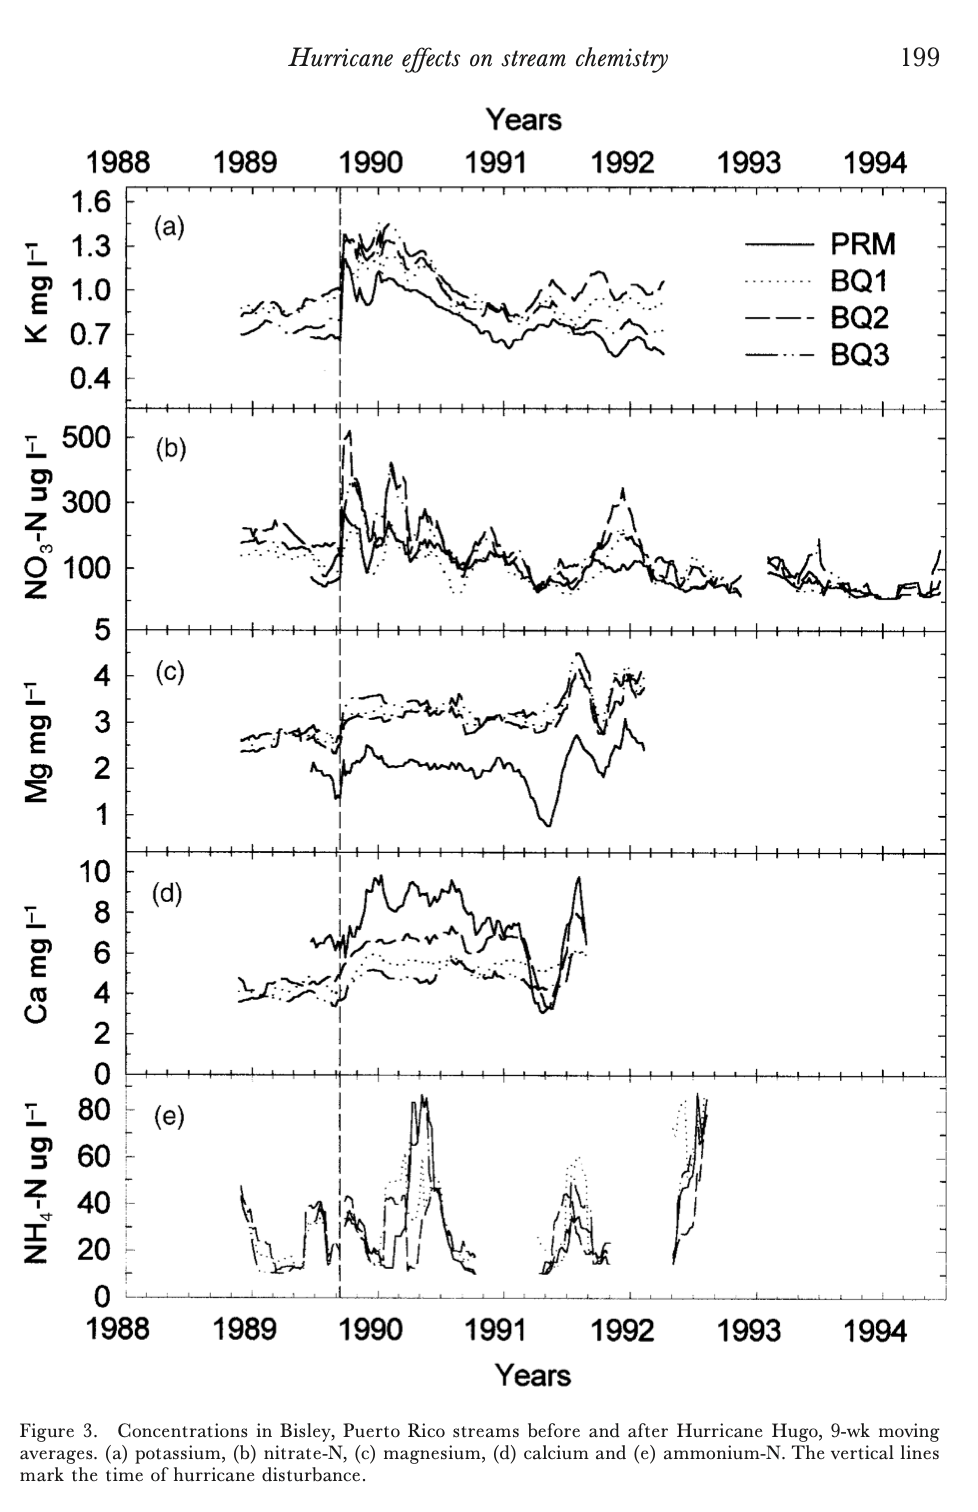 Hurricane effects on stream chemistry 199
Years
1988 1989 1990 1991 1992 1993 1994
1.6
1.3
1.0
0.7
0.4
K mg l⁻¹
(a)
PRM
BQ1
BQ2
BQ3
500
300
100
NO₃-N ug l⁻¹
(b)
5
4
3
2
1
Mg mg l⁻¹
(c)
10
8
6
4
2
0
Ca mg l⁻¹
(d)
80
60
40
20
0
NH₄-N ug l⁻¹
(e)
1988 1989 1990 1991 1992 1993 1994
Years
Figure 3. Concentrations in Bisley, Puerto Rico streams before and after Hurricane Hugo, 9-wk moving
averages. (a) potassium, (b) nitrate-N, (c) magnesium, (d) calcium and (e) ammonium-N. The vertical lines
mark the time of hurricane disturbance.